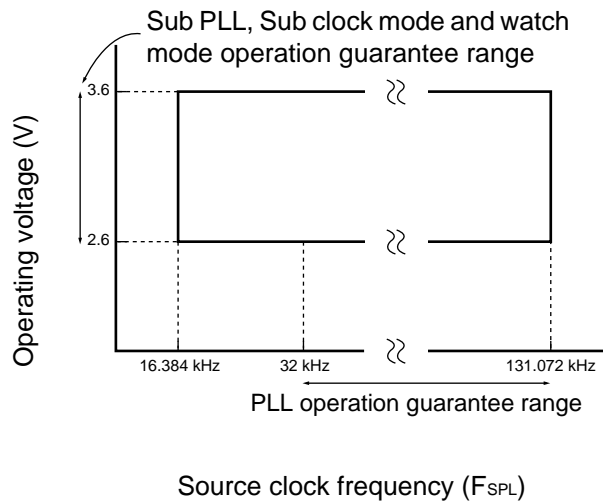 Sub PLL, Sub clock mode and watch
mode operation guarantee range
Operating voltage (V)
3.6
2.6
16.384 kHz
32 kHz
131.072 kHz
PLL operation guarantee range
Source clock frequency (FSPL)